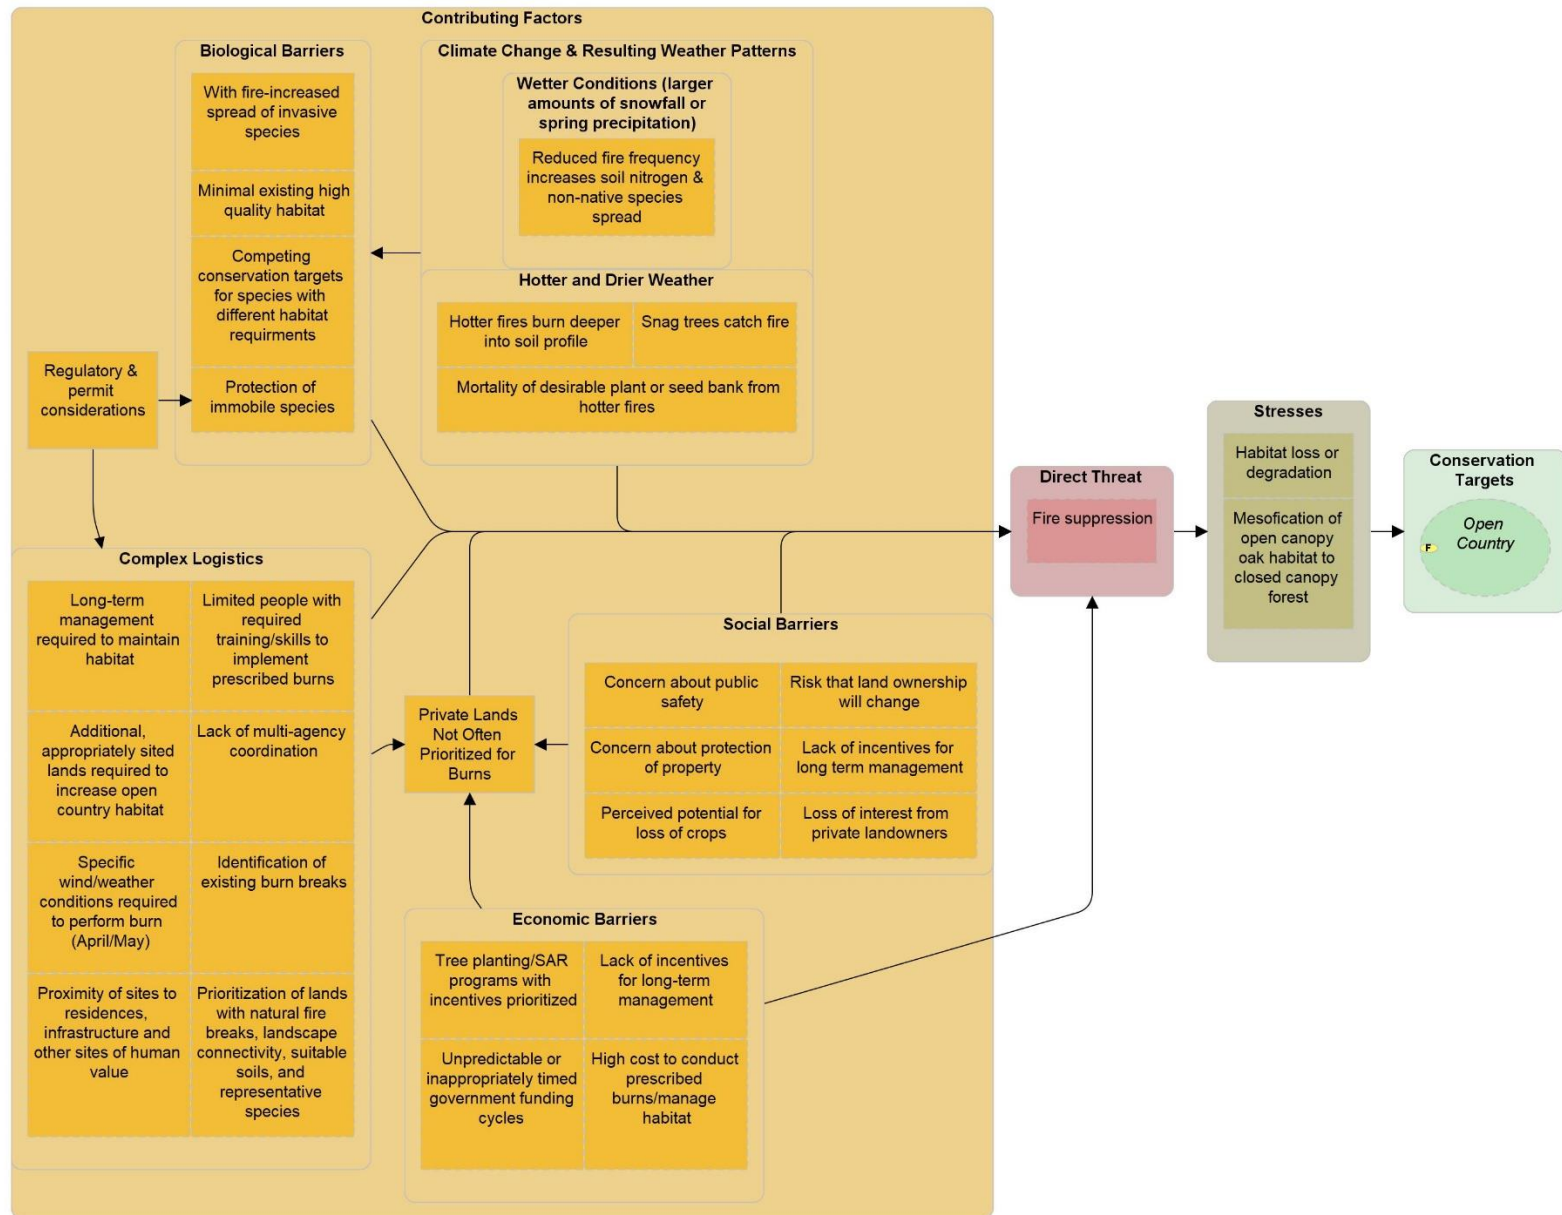 Contributing Factors
Biological Barriers
With fire-increased
spread of invasive
species
Minimal existing high
quality habitat
Competing
conservation targets
for species with
different habitat
requirments
Protection of
immobile species
Climate Change & Resulting Weather Patterns
Wetter Conditions (larger
amounts of snowfall or
spring precipitation)
Reduced fire frequency
increases soil nitrogen &
non-native species
spread
Hotter and Drier Weather
Hotter fires burn deeper
into soil profile
Snag trees catch fire
Mortality of desirable plant or seed bank from
hotter fires
Regulatory &
permit
considerations
Complex Logistics
Long-term
management
required to maintain
habitat
Limited people with
required
training/skills to
implement
prescribed burns
Additional,
appropriately sited
lands required to
increase open
country habitat
Lack of multi-agency
coordination
Specific
wind/weather
conditions required
to perform burn
(April/May)
Identification of
existing burn breaks
Proximity of sites to
residences,
infrastructure and
other sites of human
value
Prioritization of lands
with natural fire
breaks, landscape
connectivity, suitable
soils, and
representative
species
Private Lands
Not Often
Prioritized for
Burns
Social Barriers
Concern about public
safety
Risk that land ownership
will change
Concern about protection
of property
Lack of incentives for
long term management
Perceived potential for
loss of crops
Loss of interest from
private landowners
Economic Barriers
Tree planting/SAR
programs with
incentives prioritized
Lack of incentives
for long-term
management
Unpredictable or
inappropriately timed
government funding
cycles
High cost to conduct
prescribed
burns/manage
habitat
Direct Threat
Fire suppression
Stresses
Habitat loss or
degradation
Mesofication of
open canopy
oak habitat to
closed canopy
forest
Conservation
Targets
Open
Country
F